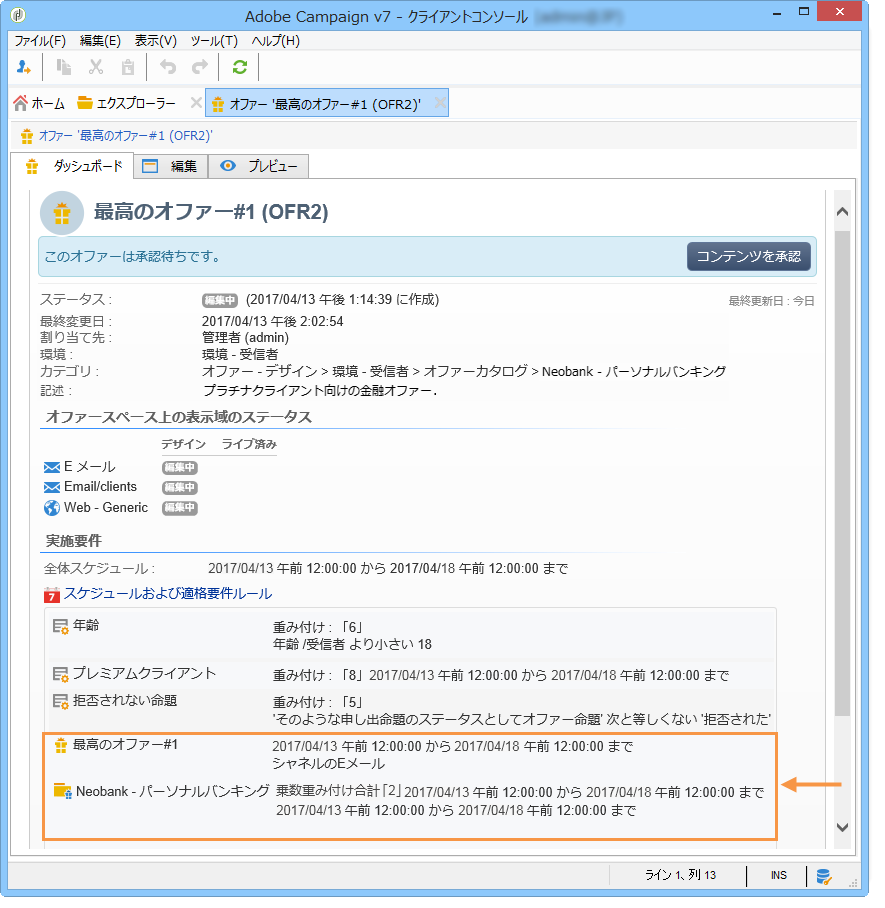 Adobe Campaign v7 - クライアントコンソール
ファイル(F) 編集(E) 表示(V) ツール(T) ヘルプ(H)
ホーム エクスプローラー オファー '最高のオファー#1 (OFR2)'
オファー '最高のオファー#1 (OFR2)'
ダッシュボード 編集 プレビュー
最高のオファー#1 (OFR2)
このオファーは承認待ちです。 コンテンツを承認
ステータス : 編集中 (2017/04/13 午後 1:14:39 に作成) 最終更新日 : 今日
最終変更日 : 2017/04/13 午後 2:02:54
割り当て先 : 管理者 (admin)
環境 : 環境 - 受信者
カテゴリ : オファー - デザイン > 環境 - 受信者 > オファーカタログ > Neobank - パーソナルバンキング
記述 : プラチナクライアント向けの金融オファー.
オファースペース上の表示域のステータス
デザイン ライブ済み
E メール 編集中
Email/clients 編集中
Web - Generic 編集中
実施要件
全体スケジュール : 2017/04/13 午前 12:00:00 から 2017/04/18 午前 12:00:00 まで
7 スケジュールおよび適格要件ルール
年齢 重み付け : 「6」
年齢 /受信者 より小さい 18
プレミアムクライアント 重み付け : 「8」 2017/04/13 午前 12:00:00 から 2017/04/18 午前 12:00:00 まで
拒否されない命題 重み付け : 「5」
'そのような申し出命題のステータスとしてオファー命題' 次と等しくない '拒否された'
最高のオファー#1 2017/04/13 午前 12:00:00 から 2017/04/18 午前 12:00:00 まで
シャネルのEメール
Neobank - パーソナルバンキング 乗数重み付け合計「2」 2017/04/13 午前 12:00:00 から 2017/04/18 午前 12:00:00 まで
2017/04/13 午前 12:00:00 から 2017/04/18 午前 12:00:00 まで
ライン 1、列 13 INS